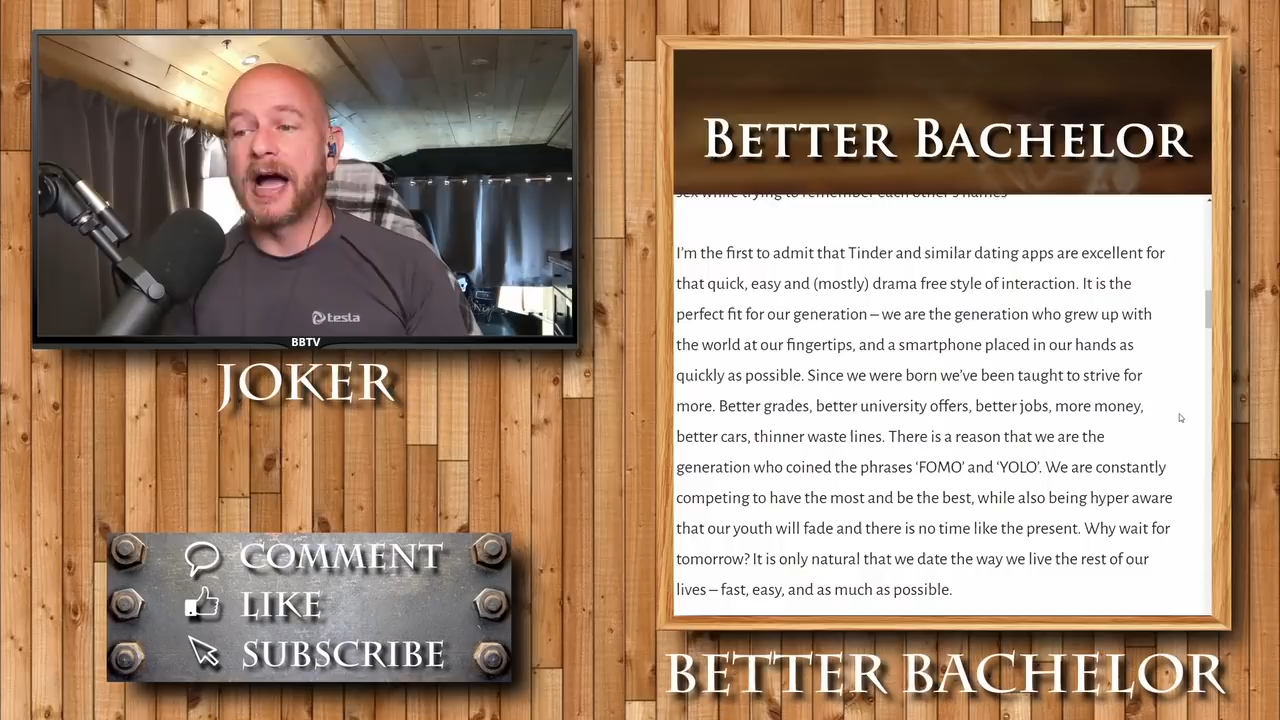 tesla
BBTV
JOKER
COMMENT
LIKE
SUBSCRIBE
BETTER BACHELOR
sex while trying to remember each other's names
I'm the first to admit that Tinder and similar dating apps are excellent for
that quick, easy and (mostly) drama free style of interaction. It is the
perfect fit for our generation – we are the generation who grew up with
the world at our fingertips, and a smartphone placed in our hands as
quickly as possible. Since we were born we've been taught to strive for
more. Better grades, better university offers, better jobs, more money,
better cars, thinner waste lines. There is a reason that we are the
generation who coined the phrases 'FOMO' and 'YOLO'. We are constantly
competing to have the most and be the best, while also being hyper aware
that our youth will fade and there is no time like the present. Why wait for
tomorrow? It is only natural that we date the way we live the rest of our
lives – fast, easy, and as much as possible.
BETTER BACHELOR